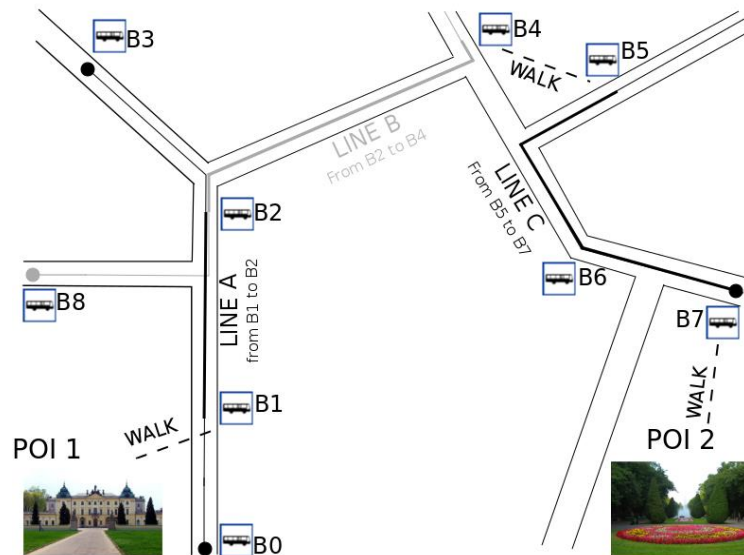 B3
B4
B5
WALK
LINE B
From B2 to B4
B2
LINE C
From B5 to B7
LINE A
from B1 to B2
B8
B6
B7
B1
WALK
WALK
POI 1
POI 2
B0